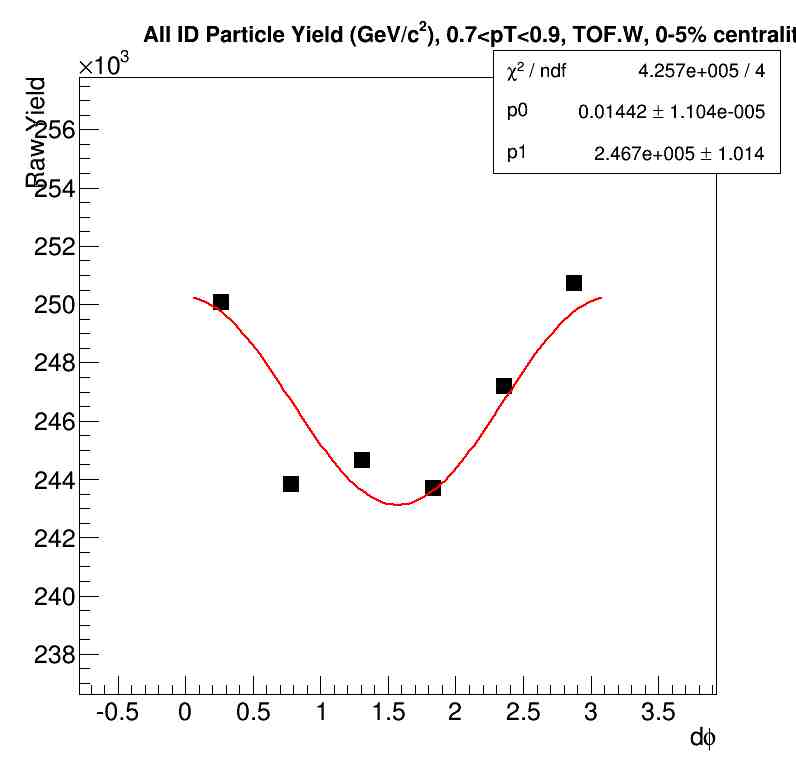 All ID Particle Yield (GeV/c²), 0.7<pT<0.9, TOF.W, 0-5% centralit
×10³
χ² / ndf 4.257e+005 / 4
p0 0.01442 ± 1.104e-005
p1 2.467e+005 ± 1.014
Raw Yield
256
254
252
250
248
246
244
242
240
238
-0.5 0 0.5 1 1.5 2 2.5 3 3.5
dϕ